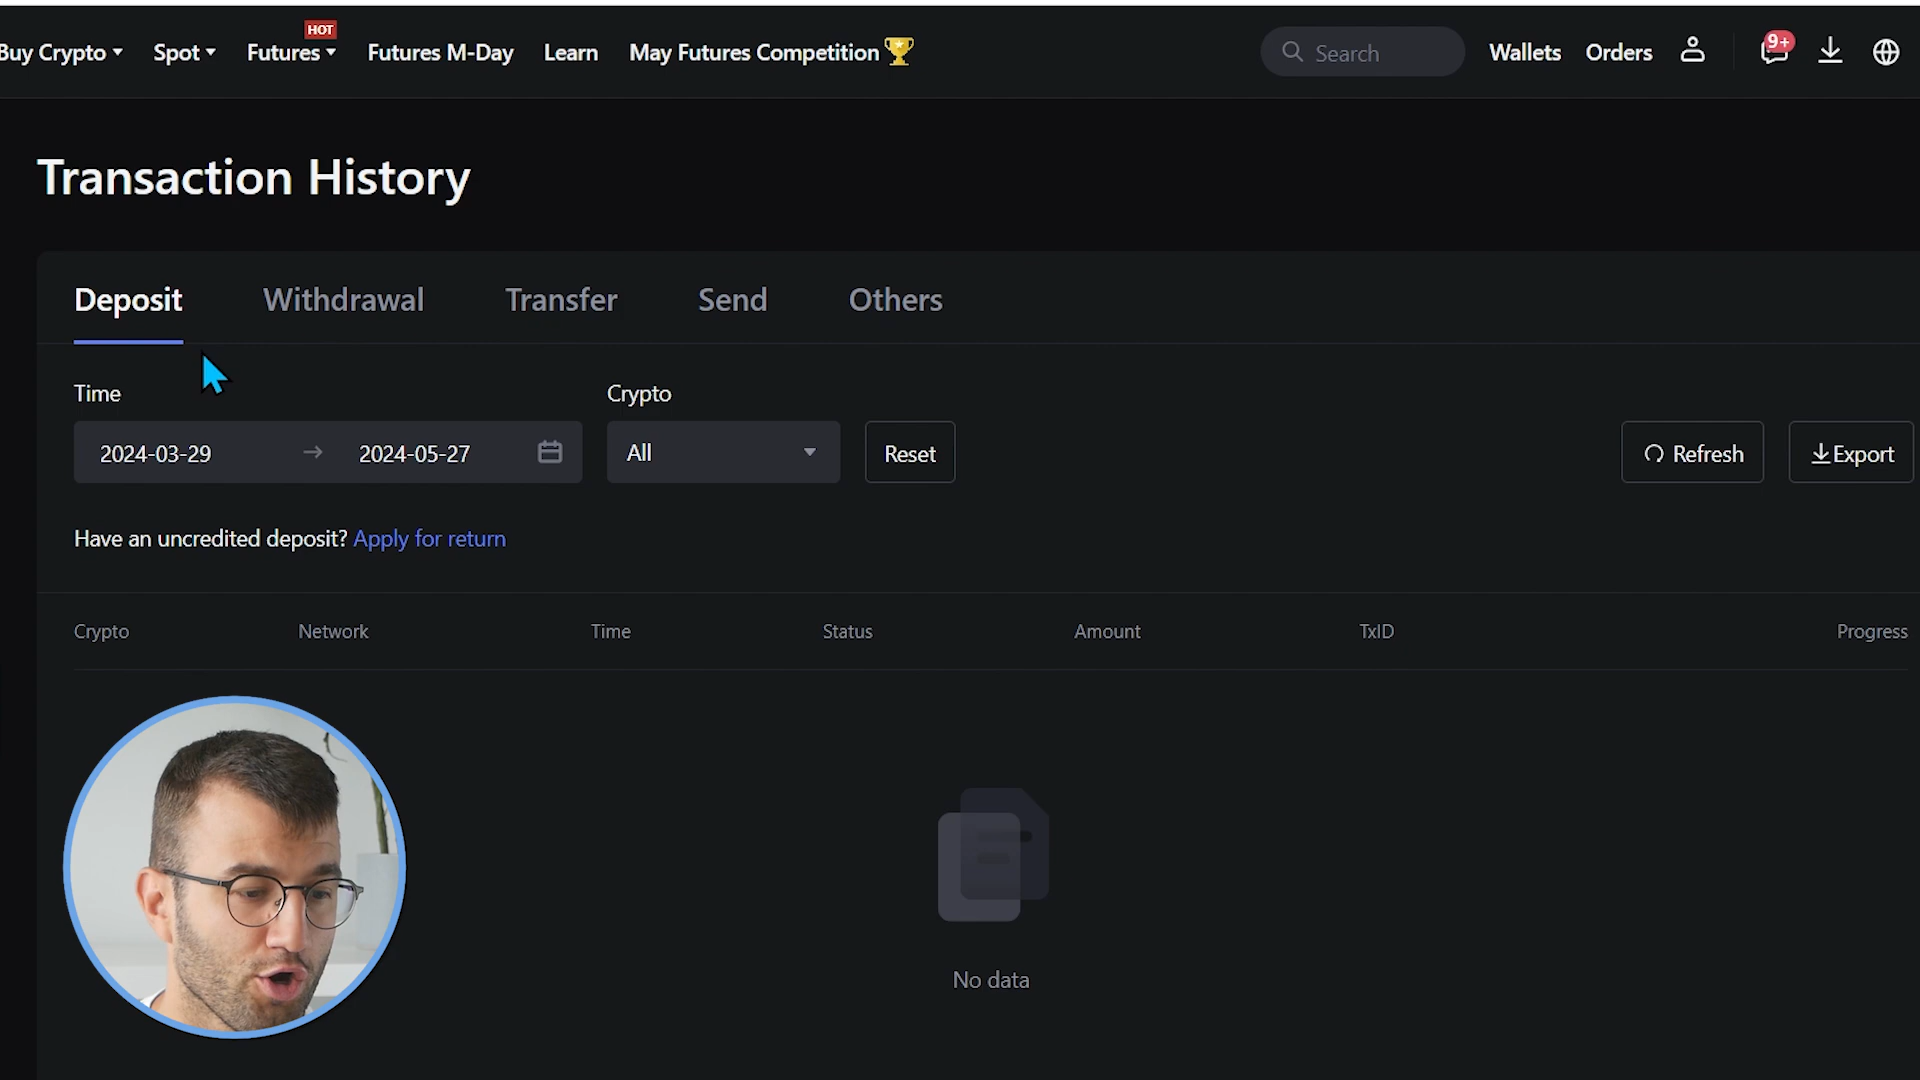 Buy Crypto Spot Futures HOT Futures M-Day Learn May Futures Competition Search Wallets Orders 9+
Transaction History
Deposit Withdrawal Transfer Send Others
Time Crypto
2024-03-29 → 2024-05-27 All Reset Refresh Export
Have an uncredited deposit? Apply for return
Crypto Network Time Status Amount TxID Progress
No data